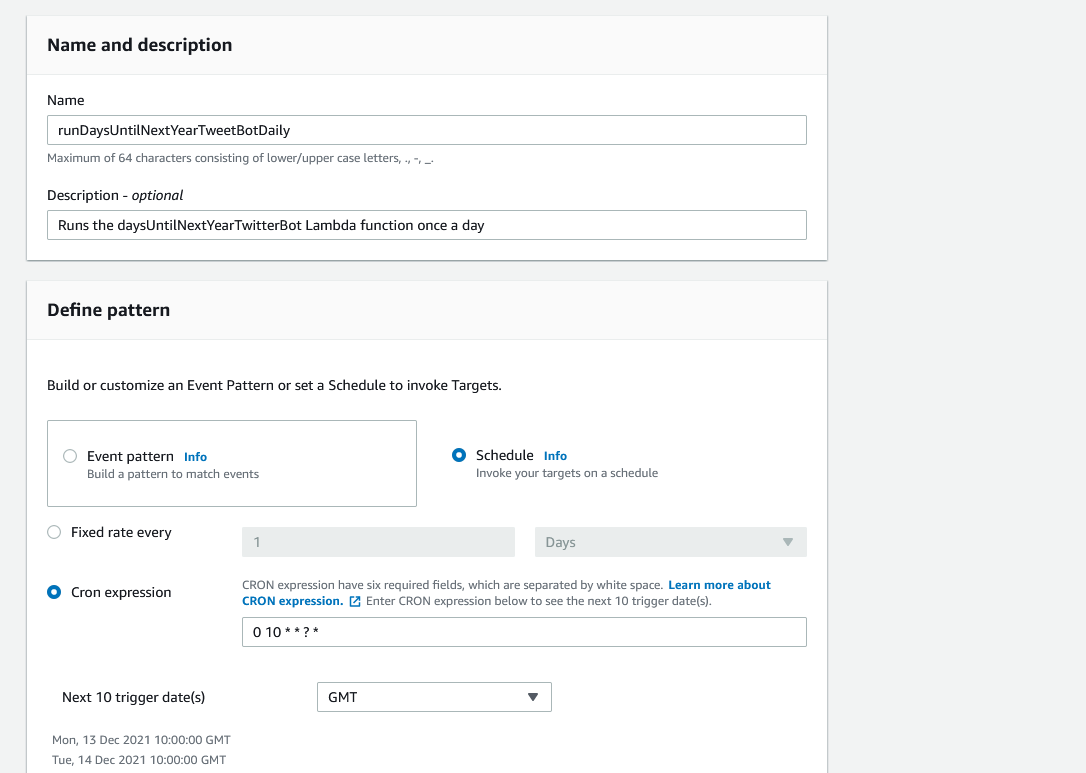 Name and description
Name
runDaysUntilNextYearTweetBotDaily
Maximum of 64 characters consisting of lower/upper case letters, ., -, _.
Description - optional
Runs the daysUntilNextYearTwitterBot Lambda function once a day
Define pattern
Build or customize an Event Pattern or set a Schedule to invoke Targets.
Event pattern Info
Build a pattern to match events
Schedule Info
Invoke your targets on a schedule
Fixed rate every
1
Days
Cron expression
CRON expression have six required fields, which are separated by white space. Learn more about
CRON expression. Enter CRON expression below to see the next 10 trigger date(s).
0 10 * * ? *
Next 10 trigger date(s)
GMT
Mon, 13 Dec 2021 10:00:00 GMT
Tue, 14 Dec 2021 10:00:00 GMT